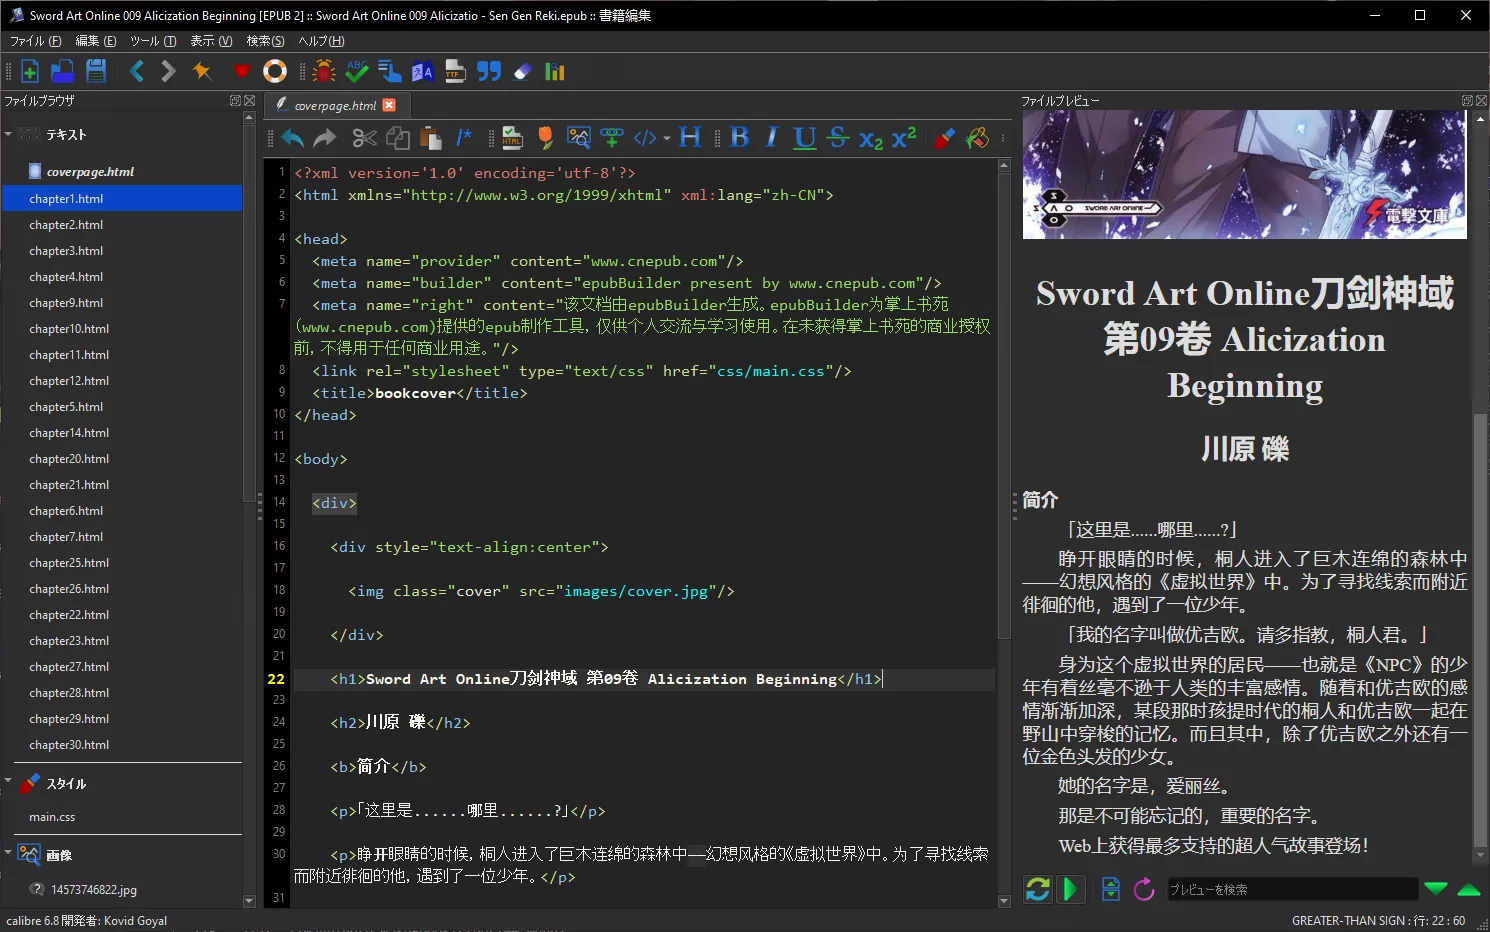 Sword Art Online 009 Alicization Beginning [EPUB 2] :: Sword Art Online 009 Alicizatio - Sen Gen Reki.epub :: 書籍編集
ファイル (F) 編集 (E) ツール (T) 表示 (V) 検索(S) ヘルプ(H)
ファイルブラウザ
テキスト
coverpage.html
chapter1.html
chapter2.html
chapter3.html
chapter4.html
chapter9.html
chapter10.html
chapter11.html
chapter12.html
chapter5.html
chapter14.html
chapter20.html
chapter21.html
chapter6.html
chapter7.html
chapter25.html
chapter26.html
chapter22.html
chapter23.html
chapter27.html
chapter28.html
chapter29.html
chapter30.html
スタイル
main.css
画像
14573746822.jpg
coverpage.html
1 <?xml version='1.0' encoding='utf-8'?>
2 <html xmlns="http://www.w3.org/1999/xhtml" xml:lang="zh-CN">
3
4 <head>
5 <meta name="provider" content="www.cnepub.com"/>
6 <meta name="builder" content="epubBuilder present by www.cnepub.com"/>
7 <meta name="right" content="该文档由epubBuilder生成。epubBuilder为掌上书苑
(www.cnepub.com)提供的epub制作工具，仅供个人交流与学习使用。在未获得掌上书苑的商业授权
前，不得用于任何商业用途。"/>
8 <link rel="stylesheet" type="text/css" href="css/main.css"/>
9 <title>bookcover</title>
10 </head>
11
12 <body>
13
14 <div>
15
16 <div style="text-align:center">
17
18 <img class="cover" src="images/cover.jpg"/>
19
20 </div>
21
22 <h1>Sword Art Online刀剑神域 第09卷 Alicization Beginning</h1>
23
24 <h2>川原 礫</h2>
25
26 <b>简介</b>
27
28 <p>「这里是......哪里......?」</p>
29
30 <p>睁开眼睛的时候，桐人进入了巨木连绵的森林中——幻想风格的《虚拟世界》中。为了寻找线索
而附近徘徊的他，遇到了一位少年。</p>
31
ファイルプレビュー
S
A O SWORD ART ONLINE
O
電撃文庫
Sword Art Online刀剑神域
第09卷 Alicization
Beginning
川原 礫
简介
「这里是......哪里......?」
睁开眼睛的时候，桐人进入了巨木连绵的森林中
——幻想风格的《虚拟世界》中。为了寻找线索而附近
徘徊的他，遇到了一位少年。
「我的名字叫做优吉欧。请多指教，桐人君。」
身为这个虚拟世界的居民——也就是《NPC》的少
年有着丝毫不逊于人类的丰富感情。随着和优吉欧的感
情渐渐加深，某段那时孩提时代的桐人和优吉欧一起在
野山中穿梭的记忆。而且其中，除了优吉欧之外还有一
位金色头发的少女。
她的名字是，爱丽丝。
那是不可能忘记的，重要的名字。
Web上获得最多支持的超人气故事登场！
プレビューを検索
calibre 6.8 開発者: Kovid Goyal
GREATER-THAN SIGN : 行: 22 : 60